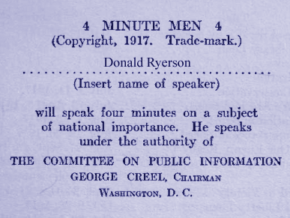 4 MINUTE MEN 4
(Copyright, 1917. Trade-mark.)
Donald Ryerson
(Insert name of speaker)
will speak four minutes on a subject
of national importance. He speaks
under the authority of
THE COMMITTEE ON PUBLIC INFORMATION
GEORGE CREEL, CHAIRMAN
WASHINGTON, D. C.